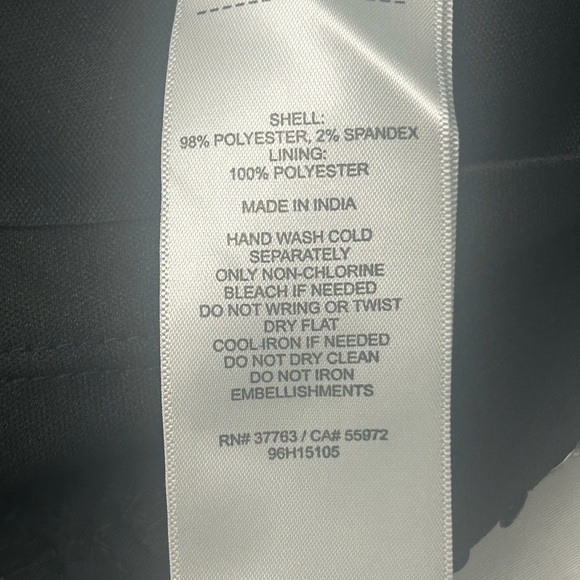 SHELL:
98% POLYESTER, 2% SPANDEX
LINING:
100% POLYESTER
MADE IN INDIA
HAND WASH COLD
SEPARATELY
ONLY NON-CHLORINE
BLEACH IF NEEDED
DO NOT WRING OR TWIST
DRY FLAT
COOL IRON IF NEEDED
DO NOT DRY CLEAN
DO NOT IRON
EMBELLISHMENTS
RN# 37763 / CA# 55972
96H15105